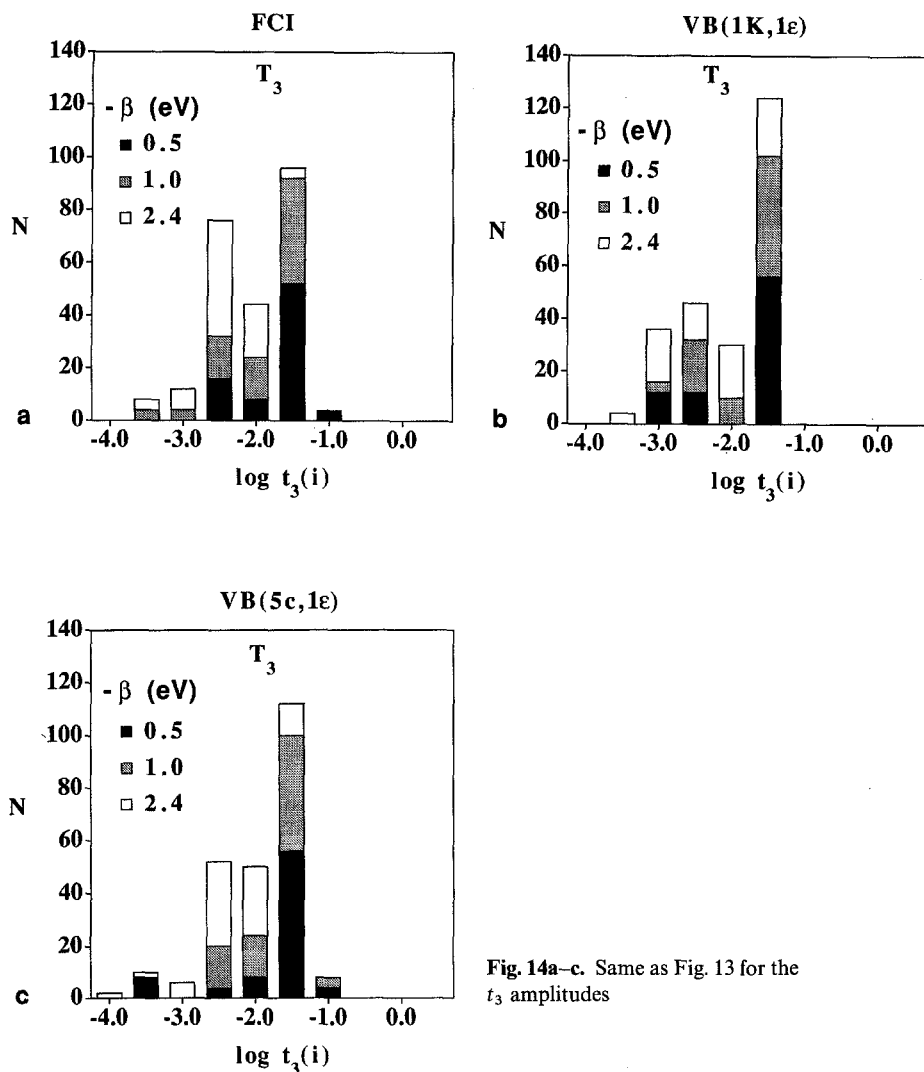 FCI
T₃
-β (eV)
0.5
1.0
2.4
140
120
100
80
60
40
20
0
N
a
-4.0 -3.0 -2.0 -1.0 0.0
log t₃(i)
VB(1K,1ε)
T₃
-β (eV)
0.5
1.0
2.4
140
120
100
80
60
40
20
0
N
b
-4.0 -3.0 -2.0 -1.0 0.0
log t₃(i)
VB(5c,1ε)
T₃
-β (eV)
0.5
1.0
2.4
140
120
100
80
60
40
20
0
N
c
-4.0 -3.0 -2.0 -1.0 0.0
log t₃(i)
Fig. 14a–c. Same as Fig. 13 for the
t₃ amplitudes